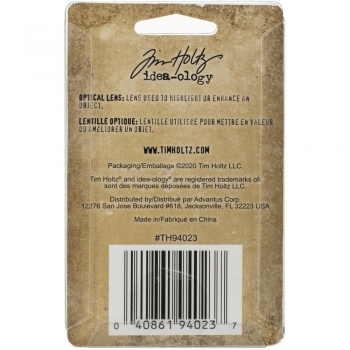 Tim Holtz
idea-ology
OPTICAL LENS: LENS USED TO HIGHLIGHT OR ENHANCE AN
OBJECT.
LENTILLE OPTIQUE: LENTILLE UTILISÉE POUR METTRE EN VALEUR
OU AMÉLIORER UN OBJET.
WWW.TIMHOLTZ.COM
Packaging/Emballage ©2020 Tim Holtz LLC.
Tim Holtz® and idea-ology® are registered trademarks of/
sont des marques déposées de Tim Holtz LLC.
Distributed by/Distribué par Advantus Corp.
12276 San Jose Boulevard #618, Jacksonville, FL 32223 USA
Made in/Fabriqué en China
#TH94023
0 40861 94023 7